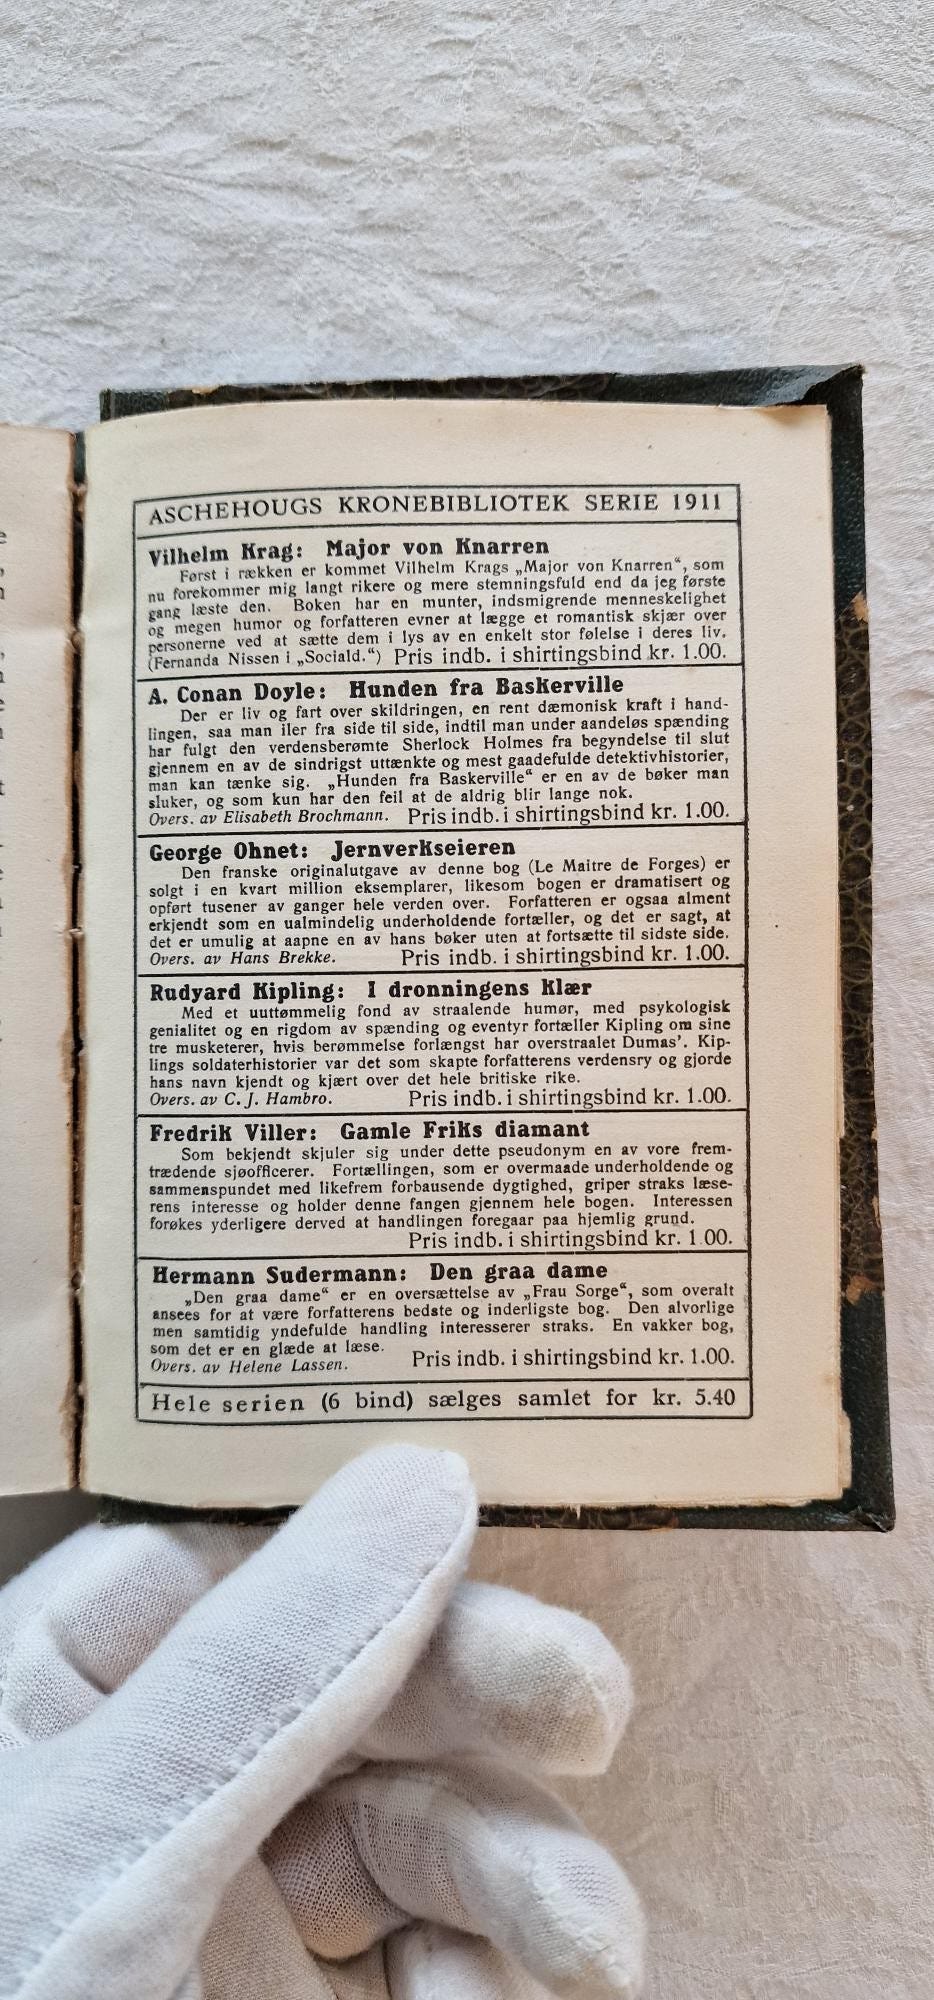 ASCHEHOUGS KRONEBIBLIOTEK SERIE 1911
Vilhelm Krag: Major von Knarren
Først i rækken er kommet Vilhelm Krags „Major von Knarren“, som
nu forekommer mig langt rikere og mere stemningsfuld end da jeg første
gang læste den. Boken har en munter, indsmigrende menneskelighet
og megen humor og forfatteren evner at lægge et romantisk skjær over
personerne ved at sætte dem i lys av en enkelt stor følelse i deres liv.
(Fernanda Nissen i „Sociald.“) Pris indb. i shirtingsbind kr. 1.00.
A. Conan Doyle: Hunden fra Baskerville
Der er liv og fart over skildringen, en rent dæmonisk kraft i hand-
lingen, saa man iler fra side til side, indtil man under aandeløs spænding
har fulgt den verdensberømte Sherlock Holmes fra begyndelse til slut
gjennem en av de sindrigst uttænkte og mest gaadefulde detektivhistorier,
man kan tænke sig. „Hunden fra Baskerville“ er en av de bøker man
sluker, og som kun har den feil at de aldrig blir lange nok.
Overs. av Elisabeth Brochmann. Pris indb. i shirtingsbind kr. 1.00.
George Ohnet: Jernverkseieren
Den franske originalutgave av denne bog (Le Maitre de Forges) er
solgt i en kvart million eksemplarer, likesom bogen er dramatisert og
opført tusener av ganger hele verden over. Forfatteren er ogsaa alment
erkjendt som en ualmindelig underholdende fortæller, og det er sagt, at
det er umulig at aapne en av hans bøker uten at fortsætte til sidste side.
Overs. av Hans Brekke. Pris indb. i shirtingsbind kr. 1.00.
Rudyard Kipling: I dronningens klær
Med et uuttømmelig fond av straalende humør, med psykologisk
genialitet og en rigdom av spænding og eventyr fortæller Kipling om sine
tre musketerer, hvis berømmelse forlængst har overstraalet Dumas’. Kip-
lings soldaterhistorier var det som skapte forfatterens verdensry og gjorde
hans navn kjendt og kjært over det hele britiske rike.
Overs. av C. J. Hambro. Pris indb. i shirtingsbind kr. 1.00.
Fredrik Viller: Gamle Friks diamant
Som bekjendt skjuler sig under dette pseudonym en av vore frem-
trædende sjøofficerer. Fortællingen, som er overmaade underholdende og
sammenspundet med likefrem forbausende dygtighed, griper straks læse-
rens interesse og holder denne fangen gjennem hele bogen. Interessen
forøkes yderligere derved at handlingen foregaar paa hjemlig grund.
Pris indb. i shirtingsbind kr. 1.00.
Hermann Sudermann: Den graa dame
„Den graa dame“ er en oversættelse av „Frau Sorge“, som overalt
ansees for at være forfatterens bedste og inderligste bog. Den alvorlige
men samtidig yndefulde handling interesserer straks. En vakker bog,
som det er en glæde at læse.
Overs. av Helene Lassen. Pris indb. i shirtingsbind kr. 1.00.
Hele serien (6 bind) sælges samlet for kr. 5.40